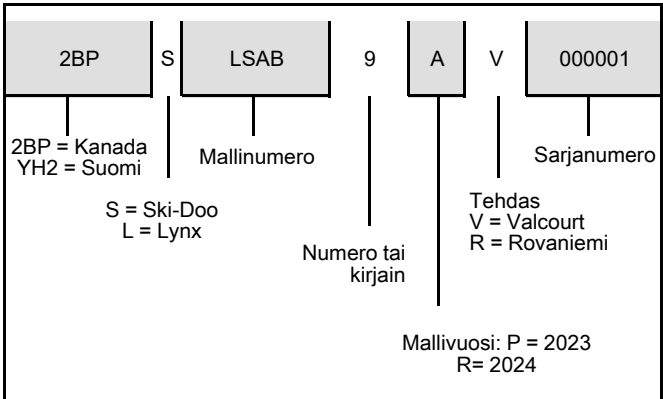 2BP S LSAB 9 A V 000001
2BP = Kanada
YH2 = Suomi
Mallinumero
Sarjanumero
S = Ski-Doo
L = Lynx
Tehdas
V = Valcourt
R = Rovaniemi
Numero tai
kirjain
Mallivuosi: P = 2023
R= 2024